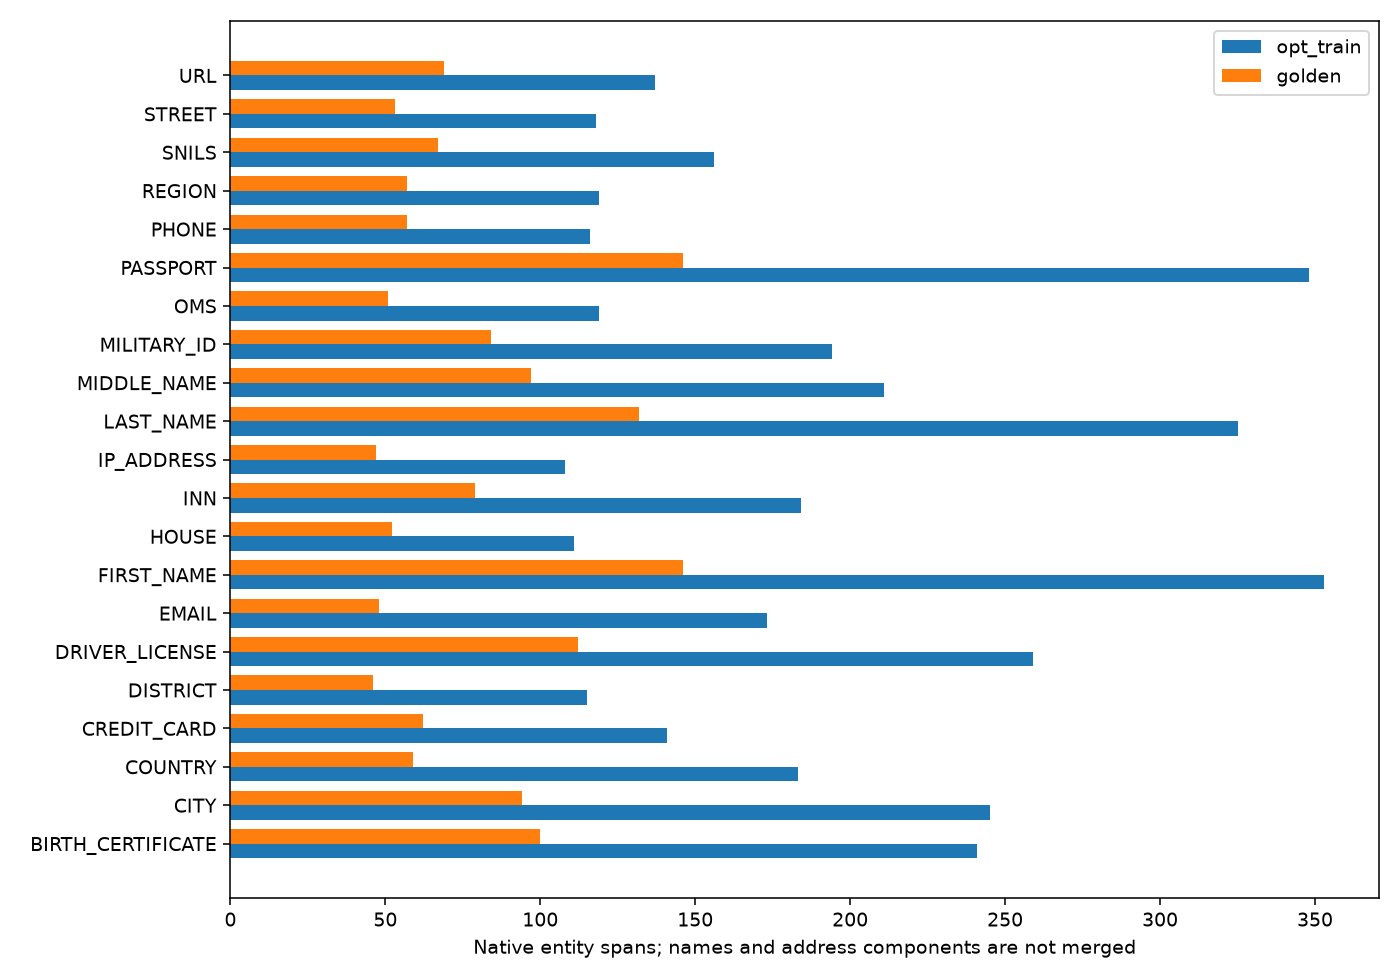 opt_train
golden
URL
STREET
SNILS
REGION
PHONE
PASSPORT
OMS
MILITARY_ID
MIDDLE_NAME
LAST_NAME
IP_ADDRESS
INN
HOUSE
FIRST_NAME
EMAIL
DRIVER_LICENSE
DISTRICT
CREDIT_CARD
COUNTRY
CITY
BIRTH_CERTIFICATE
0 50 100 150 200 250 300 350
Native entity spans; names and address components are not merged